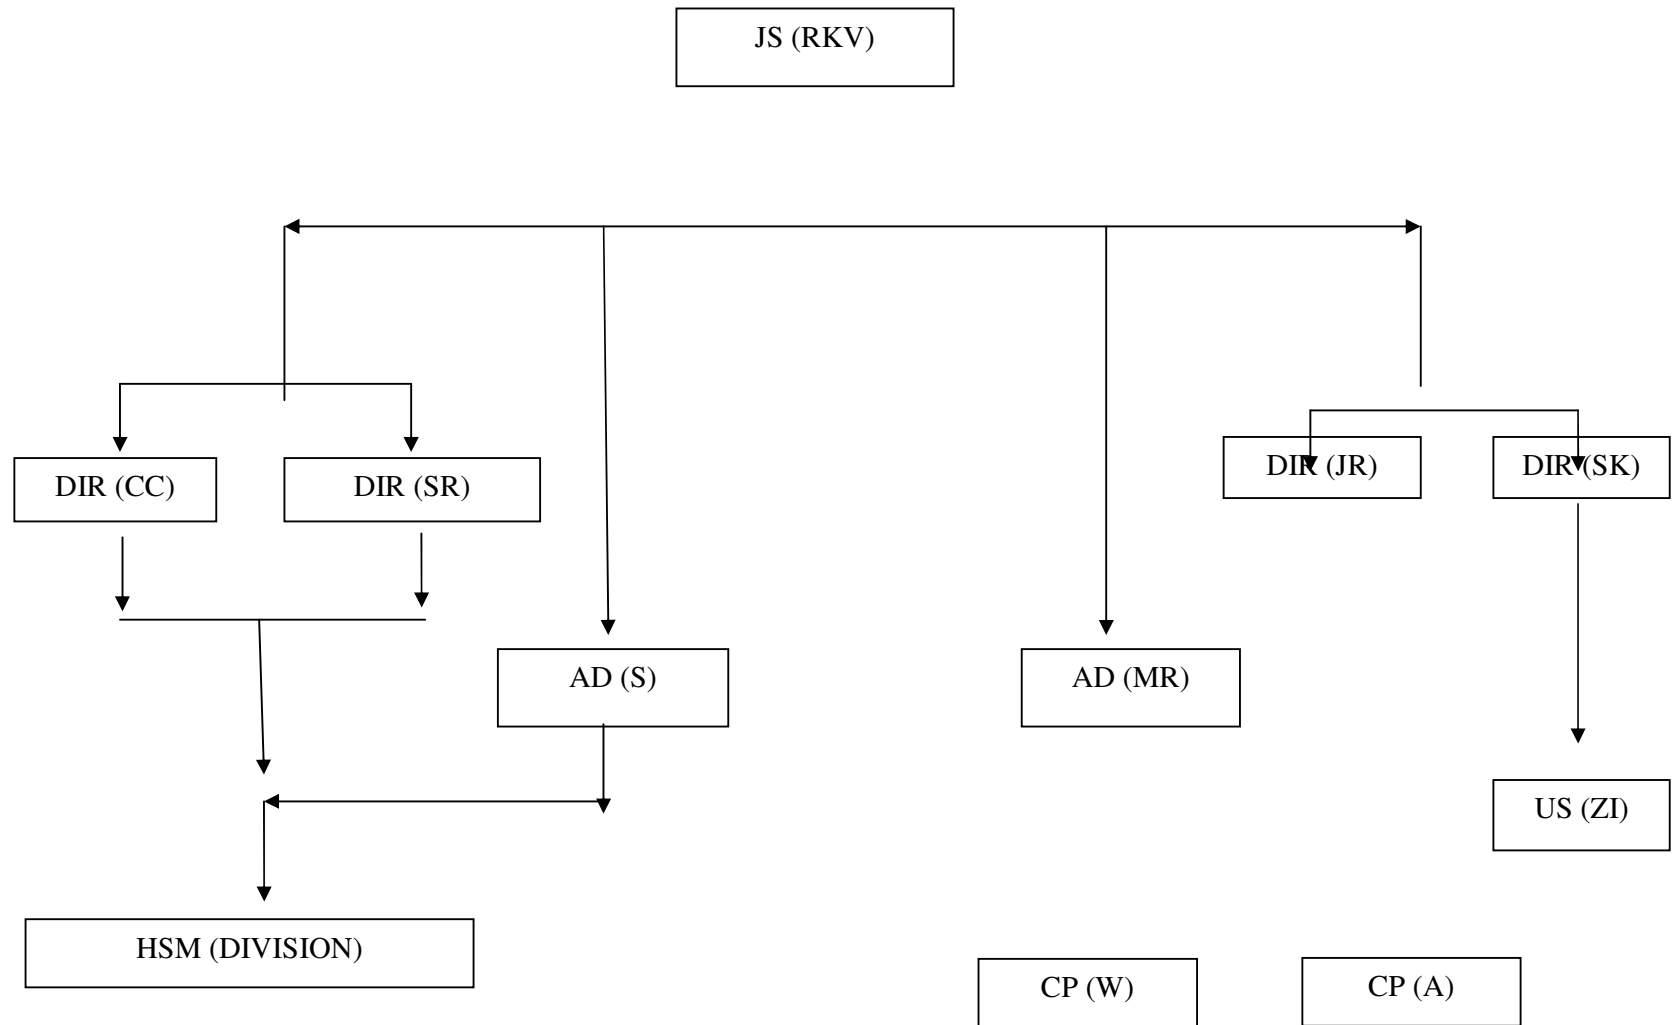 JS (RKV)
DIR (CC)
DIR (SR)
DIR (JR)
DIR (SK)
AD (S)
AD (MR)
US (ZI)
HSM (DIVISION)
CP (W)
CP (A)